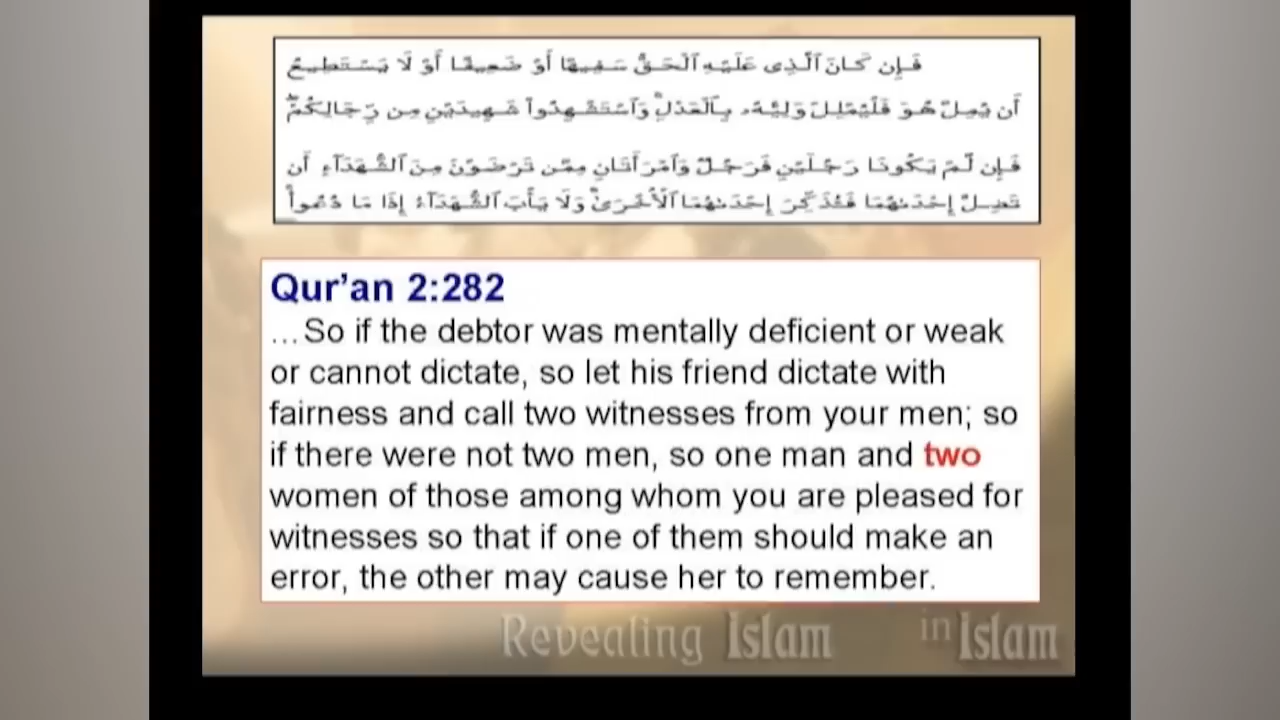 فَإِن كَانَ ٱلَّذِى عَلَيْهِ ٱلْحَقُّ سَفِيهًا أَوْ ضَعِيفًا أَوْ لَا يَسْتَطِيعُ
أَن يُمِلَّ هُوَ فَلْيُمْلِلْ وَلِيُّهُۥ بِٱلْعَدْلِ ۚ وَٱسْتَشْهِدُوا۟ شَهِيدَيْنِ مِن رِّجَالِكُمْ ۖ
فَإِن لَّمْ يَكُونَا رَجُلَيْنِ فَرَجُلٌ وَٱمْرَأَتَانِ مِمَّن تَرْضَوْنَ مِنَ ٱلشُّهَدَآءِ أَن
تَضِلَّ إِحْدَىٰهُمَا فَتُذَكِّرَ إِحْدَىٰهُمَا ٱلْأُخْرَىٰ ۚ وَلَا يَأْبَ ٱلشُّهَدَآءُ إِذَا مَا دُعُوا۟
Qur’an 2:282
…So if the debtor was mentally deficient or weak
or cannot dictate, so let his friend dictate with
fairness and call two witnesses from your men; so
if there were not two men, so one man and two
women of those among whom you are pleased for
witnesses so that if one of them should make an
error, the other may cause her to remember.
Revealing Islam in Islam